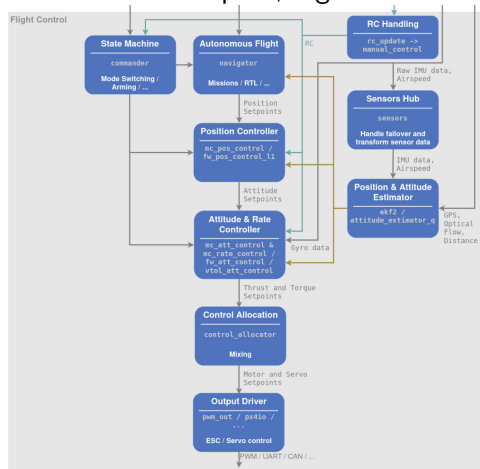 Flight Control
State Machine
commander
Mode Switching /
Arming / ...
Autonomous Flight
navigator
Missions / RTL / ...
RC
RC Handling
rc_update ->
manual_control
Raw IMU data,
Airspeed
Position
Setpoints
Sensors Hub
sensors
Handle failover and
transform sensor data
Position Controller
mc_pos_control /
fw_pos_control_l1
IMU data,
Airspeed
Attitude
Setpoints
Position & Attitude
Estimator
ekf2 /
attitude_estimator_q
GPS,
Optical
Flow,
Distance
Attitude & Rate
Controller
mc_att_control &
mc_rate_control /
fw_att_control /
vtol_att_control
Gyro data
Thrust and Torque
Setpoints
Control Allocation
control_allocator
Mixing
Motor and Servo
Setpoints
Output Driver
pwm_out / px4io /
...
ESC / Servo control
PWM / UART / CAN / ...